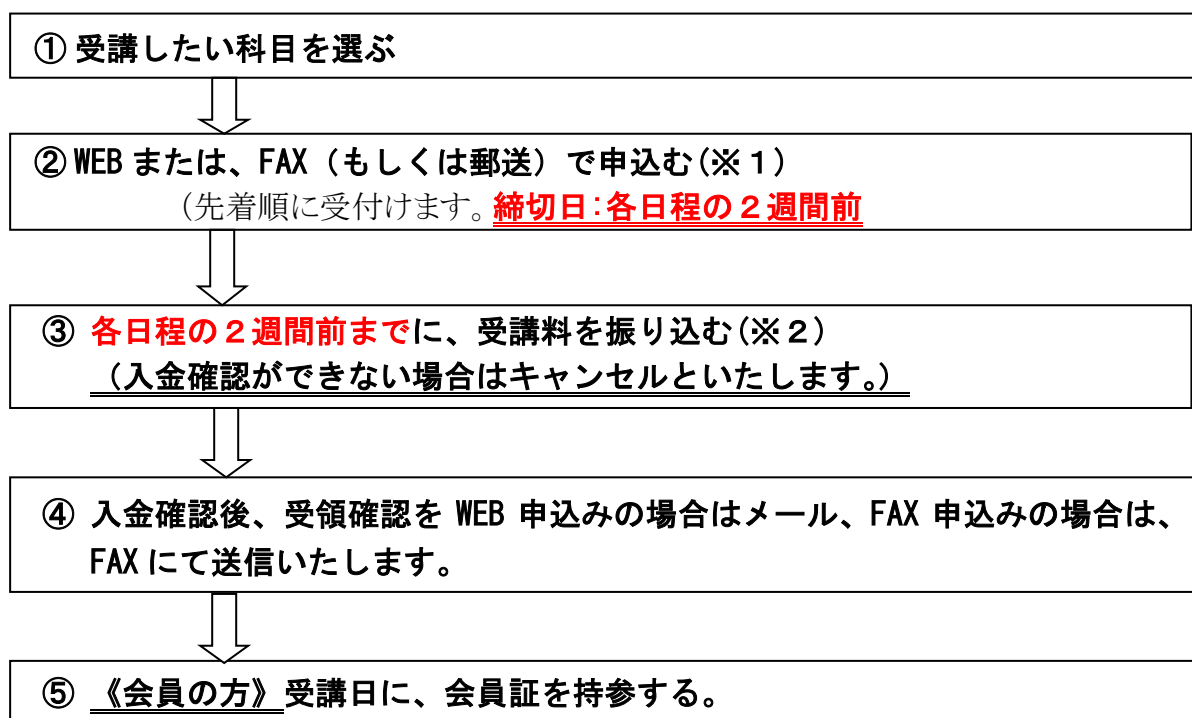 ① 受講したい科目を選ぶ
② WEB または、FAX（もしくは郵送）で申込む(※１)
(先着順に受付けます。締切日：各日程の２週間前
③ 各日程の２週間前までに、受講料を振り込む(※２)
（入金確認ができない場合はキャンセルといたします。）
④ 入金確認後、受領確認を WEB 申込みの場合はメール、FAX 申込みの場合は、
FAX にて送信いたします。
⑤ 《会員の方》受講日に、会員証を持参する。